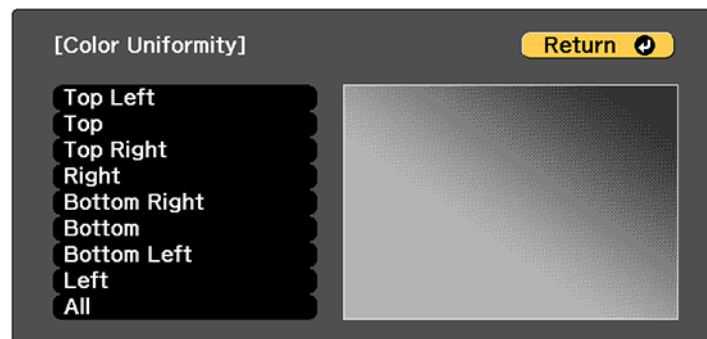 [Color Uniformity]
Return
Top Left
Top
Top Right
Right
Bottom Right
Bottom
Bottom Left
Left
All